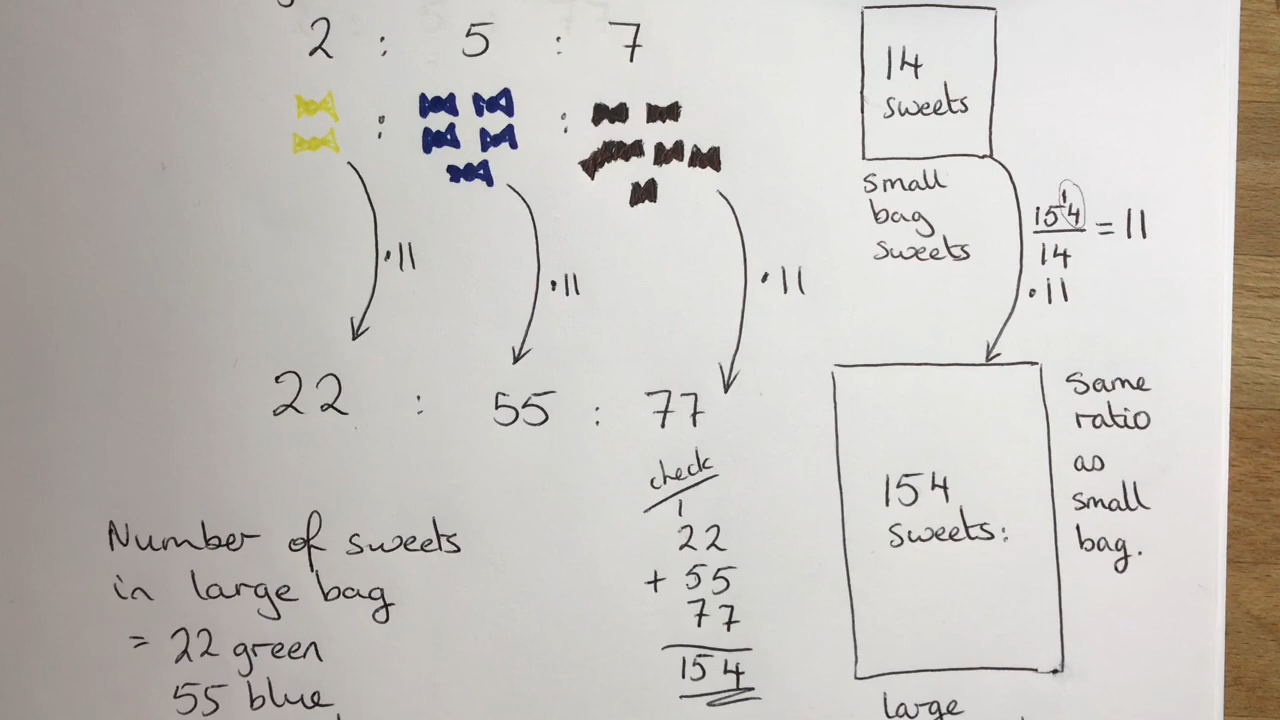 2 : 5 : 7
: :
·11
·11
·11
22 : 55 : 77
check
1
22
+ 55
77
154
Number of sweets
in large bag
= 22 green
55 blue
14
sweets
small
bag
sweets
15¹4
14
= 11
·11
154
sweets:
large
Same
ratio
as
small
bag.